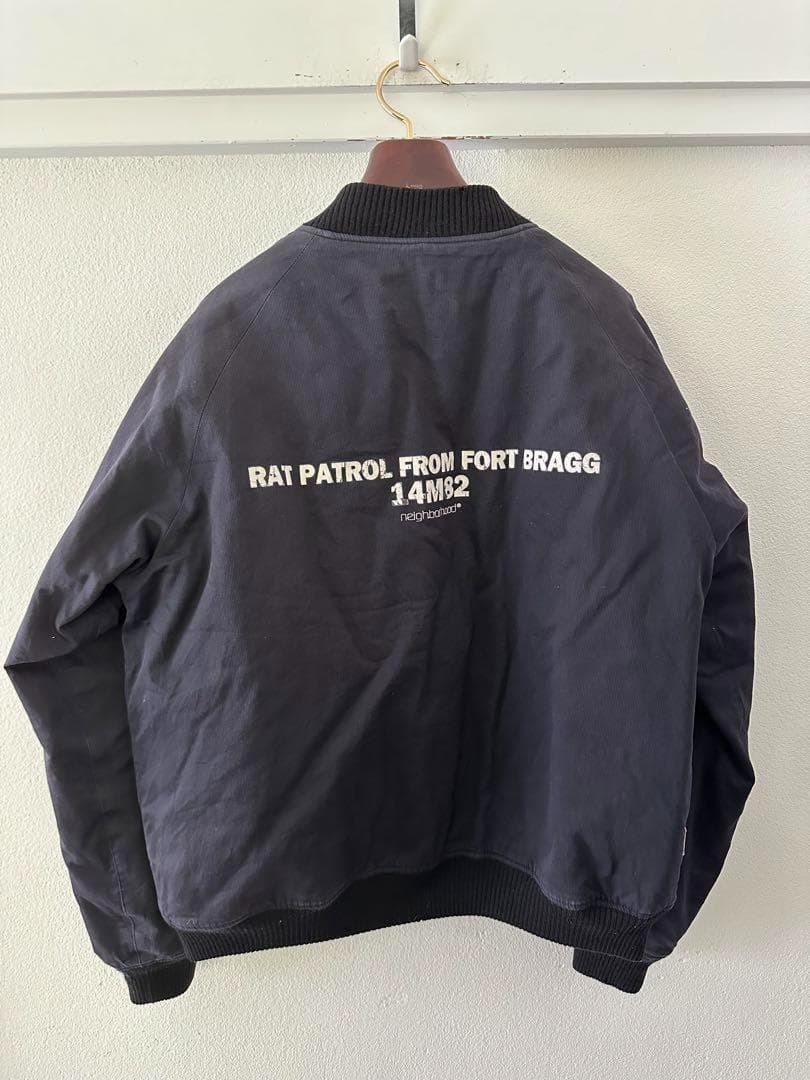 RAT PATROL FROM FORT BRAGG
14M82
neighborhood®